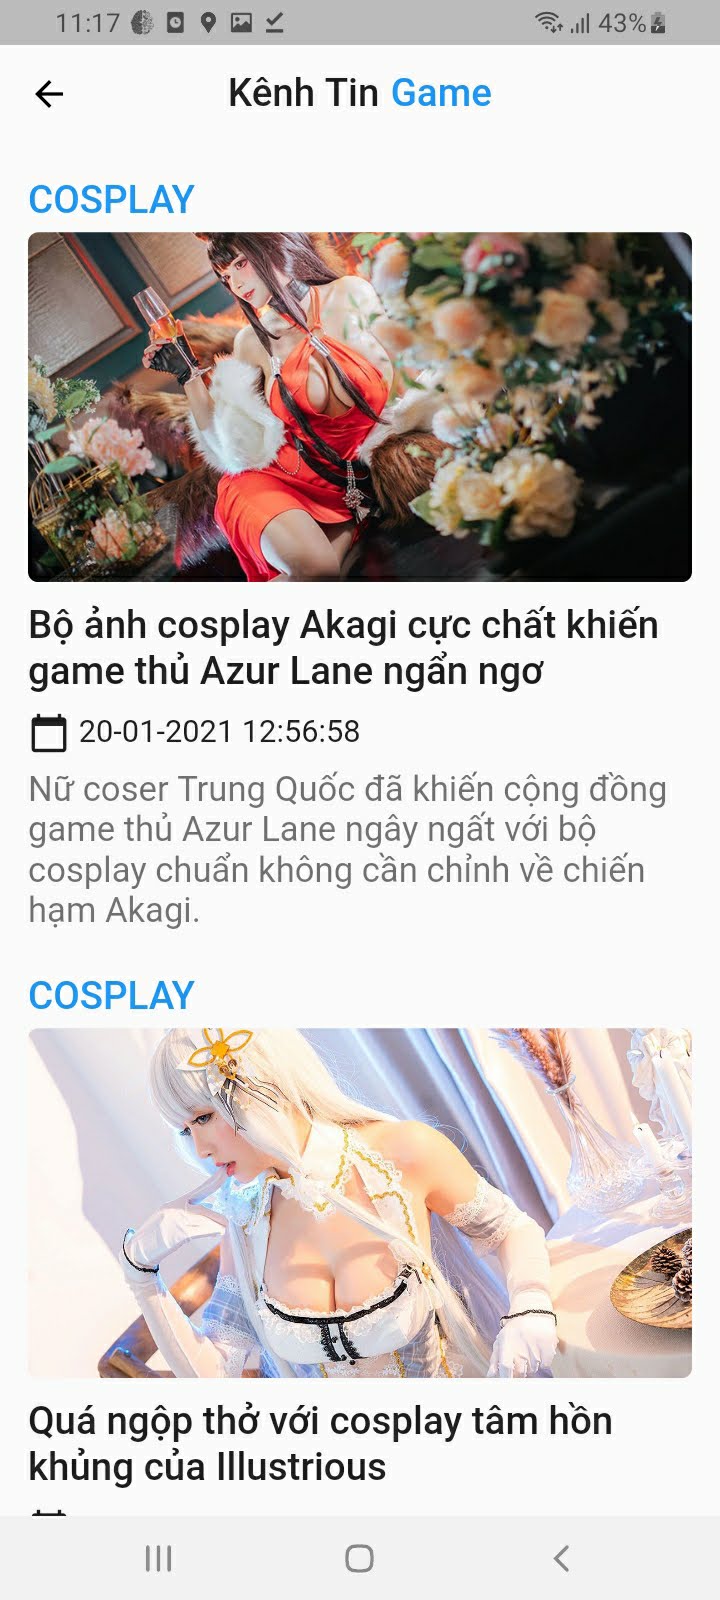 11:17
43%
Kênh Tin Game
COSPLAY
Bộ ảnh cosplay Akagi cực chất khiến
game thủ Azur Lane ngẩn ngơ
20-01-2021 12:56:58
Nữ coser Trung Quốc đã khiến cộng đồng
game thủ Azur Lane ngây ngất với bộ
cosplay chuẩn không cần chỉnh về chiến
hạm Akagi.
COSPLAY
Quá ngộp thở với cosplay tâm hồn
khủng của Illustrious